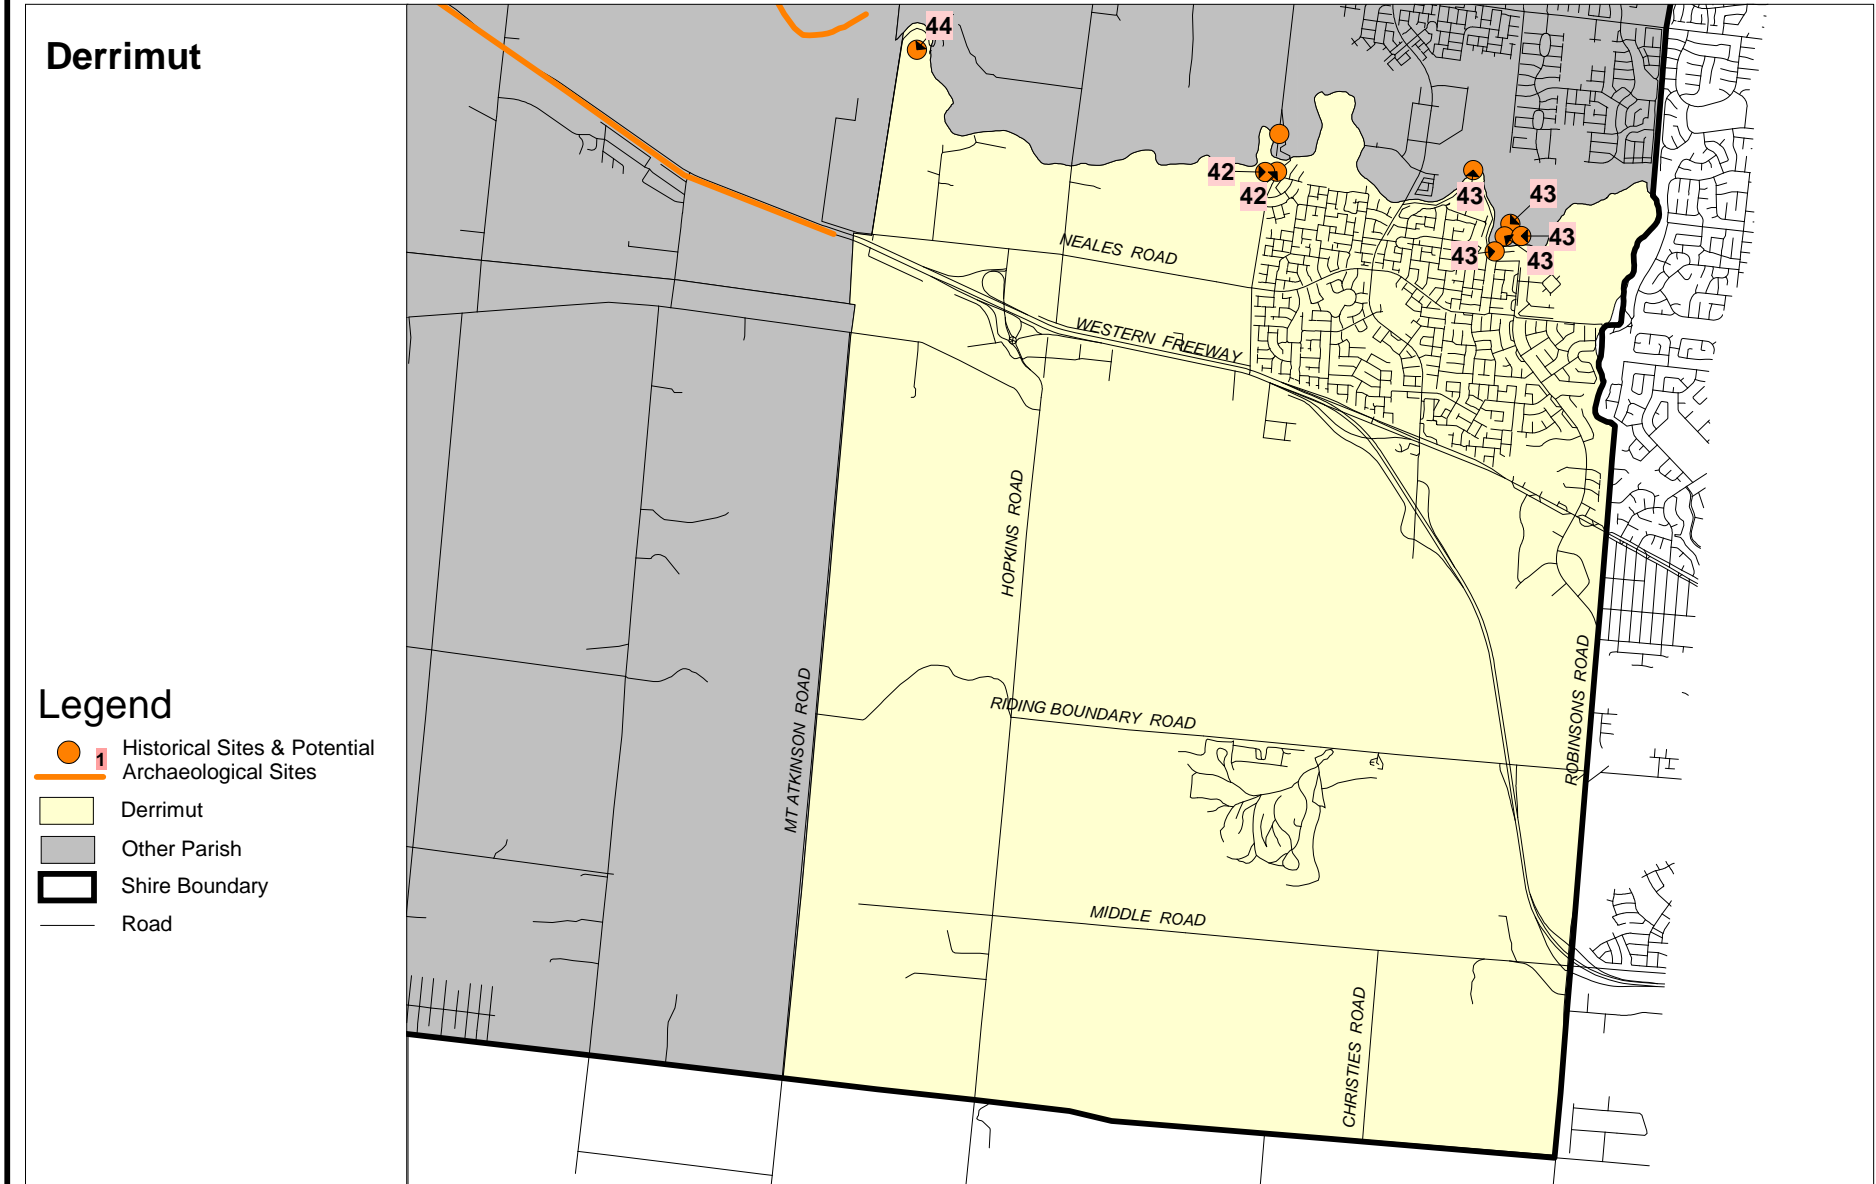 Derrimut
44
42
42
43
43
43
43
43
NEALES ROAD
WESTERN FREEWAY
HOPKINS ROAD
MT ATKINSON ROAD
RIDING BOUNDARY ROAD
ROBINSONS ROAD
MIDDLE ROAD
CHRISTIES ROAD
Legend
1
Historical Sites & Potential
Archaeological Sites
Derrimut
Other Parish
Shire Boundary
Road